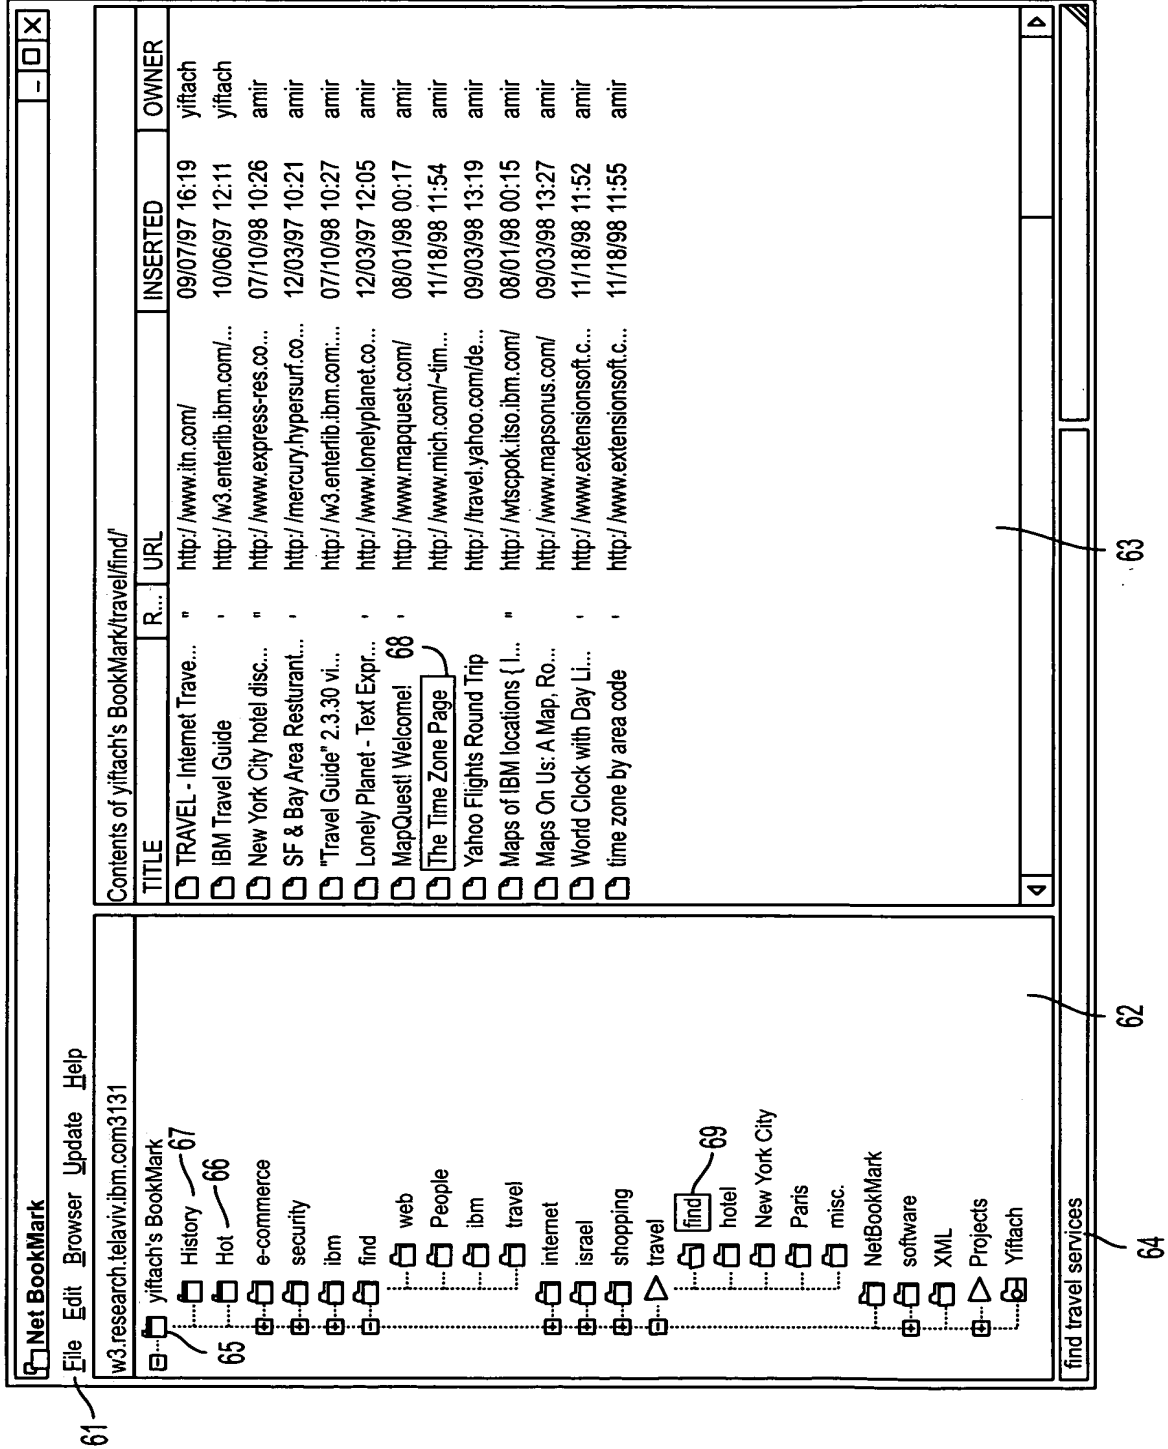 Net BookMark
File Edit Browser Update Help
61
w3.research.telaviv.ibm.com3131
yiftach's BookMark
65
History
67
Hot
66
e-commerce
security
ibm
find
web
People
ibm
travel
internet
israel
shopping
travel
find
69
hotel
New York City
Paris
misc.
NetBookMark
software
XML
Projects
Yiftach
62
Contents of yiftach's BookMark/travel/find/'
TITLE R... URL INSERTED OWNER
TRAVEL - Internet Trave... " http: / /www.itn.com/ 09/07/97 16:19 yiftach
IBM Travel Guide ' http: / /w3.enterlib.ibm.com/... 10/06/97 12:11 yiftach
New York City hotel disc... " http: / /www.express-res.co... 07/10/98 10:26 amir
SF & Bay Area Resturant... ' http: / /mercury.hypersurf.co... 12/03/97 10:21 amir
"Travel Guide" 2.3.30 vi... http: / /w3.enterlib.ibm.com:... 07/10/98 10:27 amir
Lonely Planet - Text Expr... ' http: / /www.lonelyplanet.co... 12/03/97 12:05 amir
MapQuest! Welcome! ' http: / /www.mapquest.com/ 08/01/98 00:17 amir
68
The Time Zone Page http: / /www.mich.com/~tim... 11/18/98 11:54 amir
Yahoo Flights Round Trip http: / /travel.yahoo.com/de... 09/03/98 13:19 amir
Maps of IBM locations { I... " http: / /wtscpok.itso.ibm.com/ 08/01/98 00:15 amir
Maps On Us: A Map, Ro... http: / /www.mapsonus.com/ 09/03/98 13:27 amir
World Clock with Day Li... ' http: / /www.extensionsoft.c... 11/18/98 11:52 amir
time zone by area code ' http: / /www.extensionsoft.c... 11/18/98 11:55 amir
63
find travel services
64